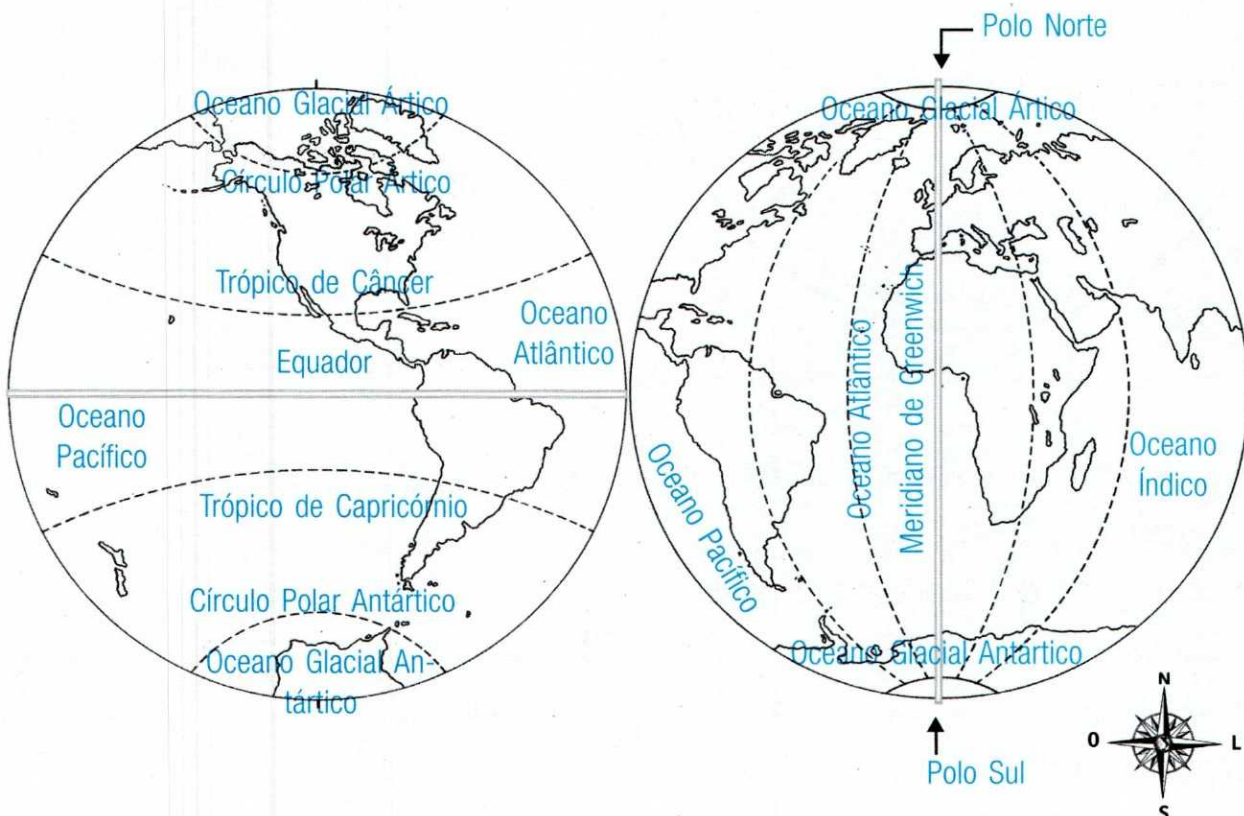 Polo Norte
Oceano Glacial Ártico
Círculo Polar Ártico
Trópico de Câncer
Oceano
Atlântico
Equador
Oceano
Pacífico
Trópico de Capricórnio
Círculo Polar Antártico
Oceano Glacial An-
tártico
Oceano Glacial Ártico
Oceano Atlântico
Meridiano de Greenwich
Oceano
Índico
Oceano Pacífico
Oceano Glacial Antártico
Polo Sul
N
O
L
S